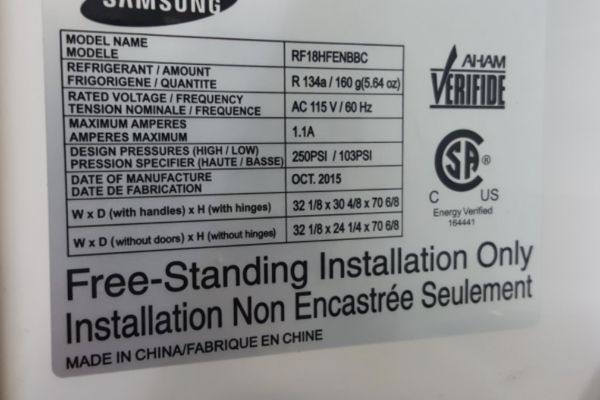 SAMSUNG
MODEL NAME
MODELE
RF18HFENBBC
REFRIGERANT / AMOUNT
FRIGORIGENE / QUANTITE
R 134a / 160 g(5.64 oz)
RATED VOLTAGE / FREQUENCY
TENSION NOMINALE / FREQUENCE
AC 115 V / 60 Hz
MAXIMUM AMPERES
AMPERES MAXIMUM
1.1A
DESIGN PRESSURES (HIGH / LOW)
PRESSION SPECIFIER (HAUTE / BASSE)
250PSI / 103PSI
DATE OF MANUFACTURE
DATE DE FABRICATION
OCT. 2015
W x D (with handles) x H (with hinges)
32 1/8 x 30 4/8 x 70 6/8
W x D (without doors) x H (without hinges)
32 1/8 x 24 1/4 x 70 6/8
AHAM
VERIFIDE
SA ®
C US
Energy Verified
164441
Free-Standing Installation Only
Installation Non Encastrée Seulement
MADE IN CHINA/FABRIQUE EN CHINE